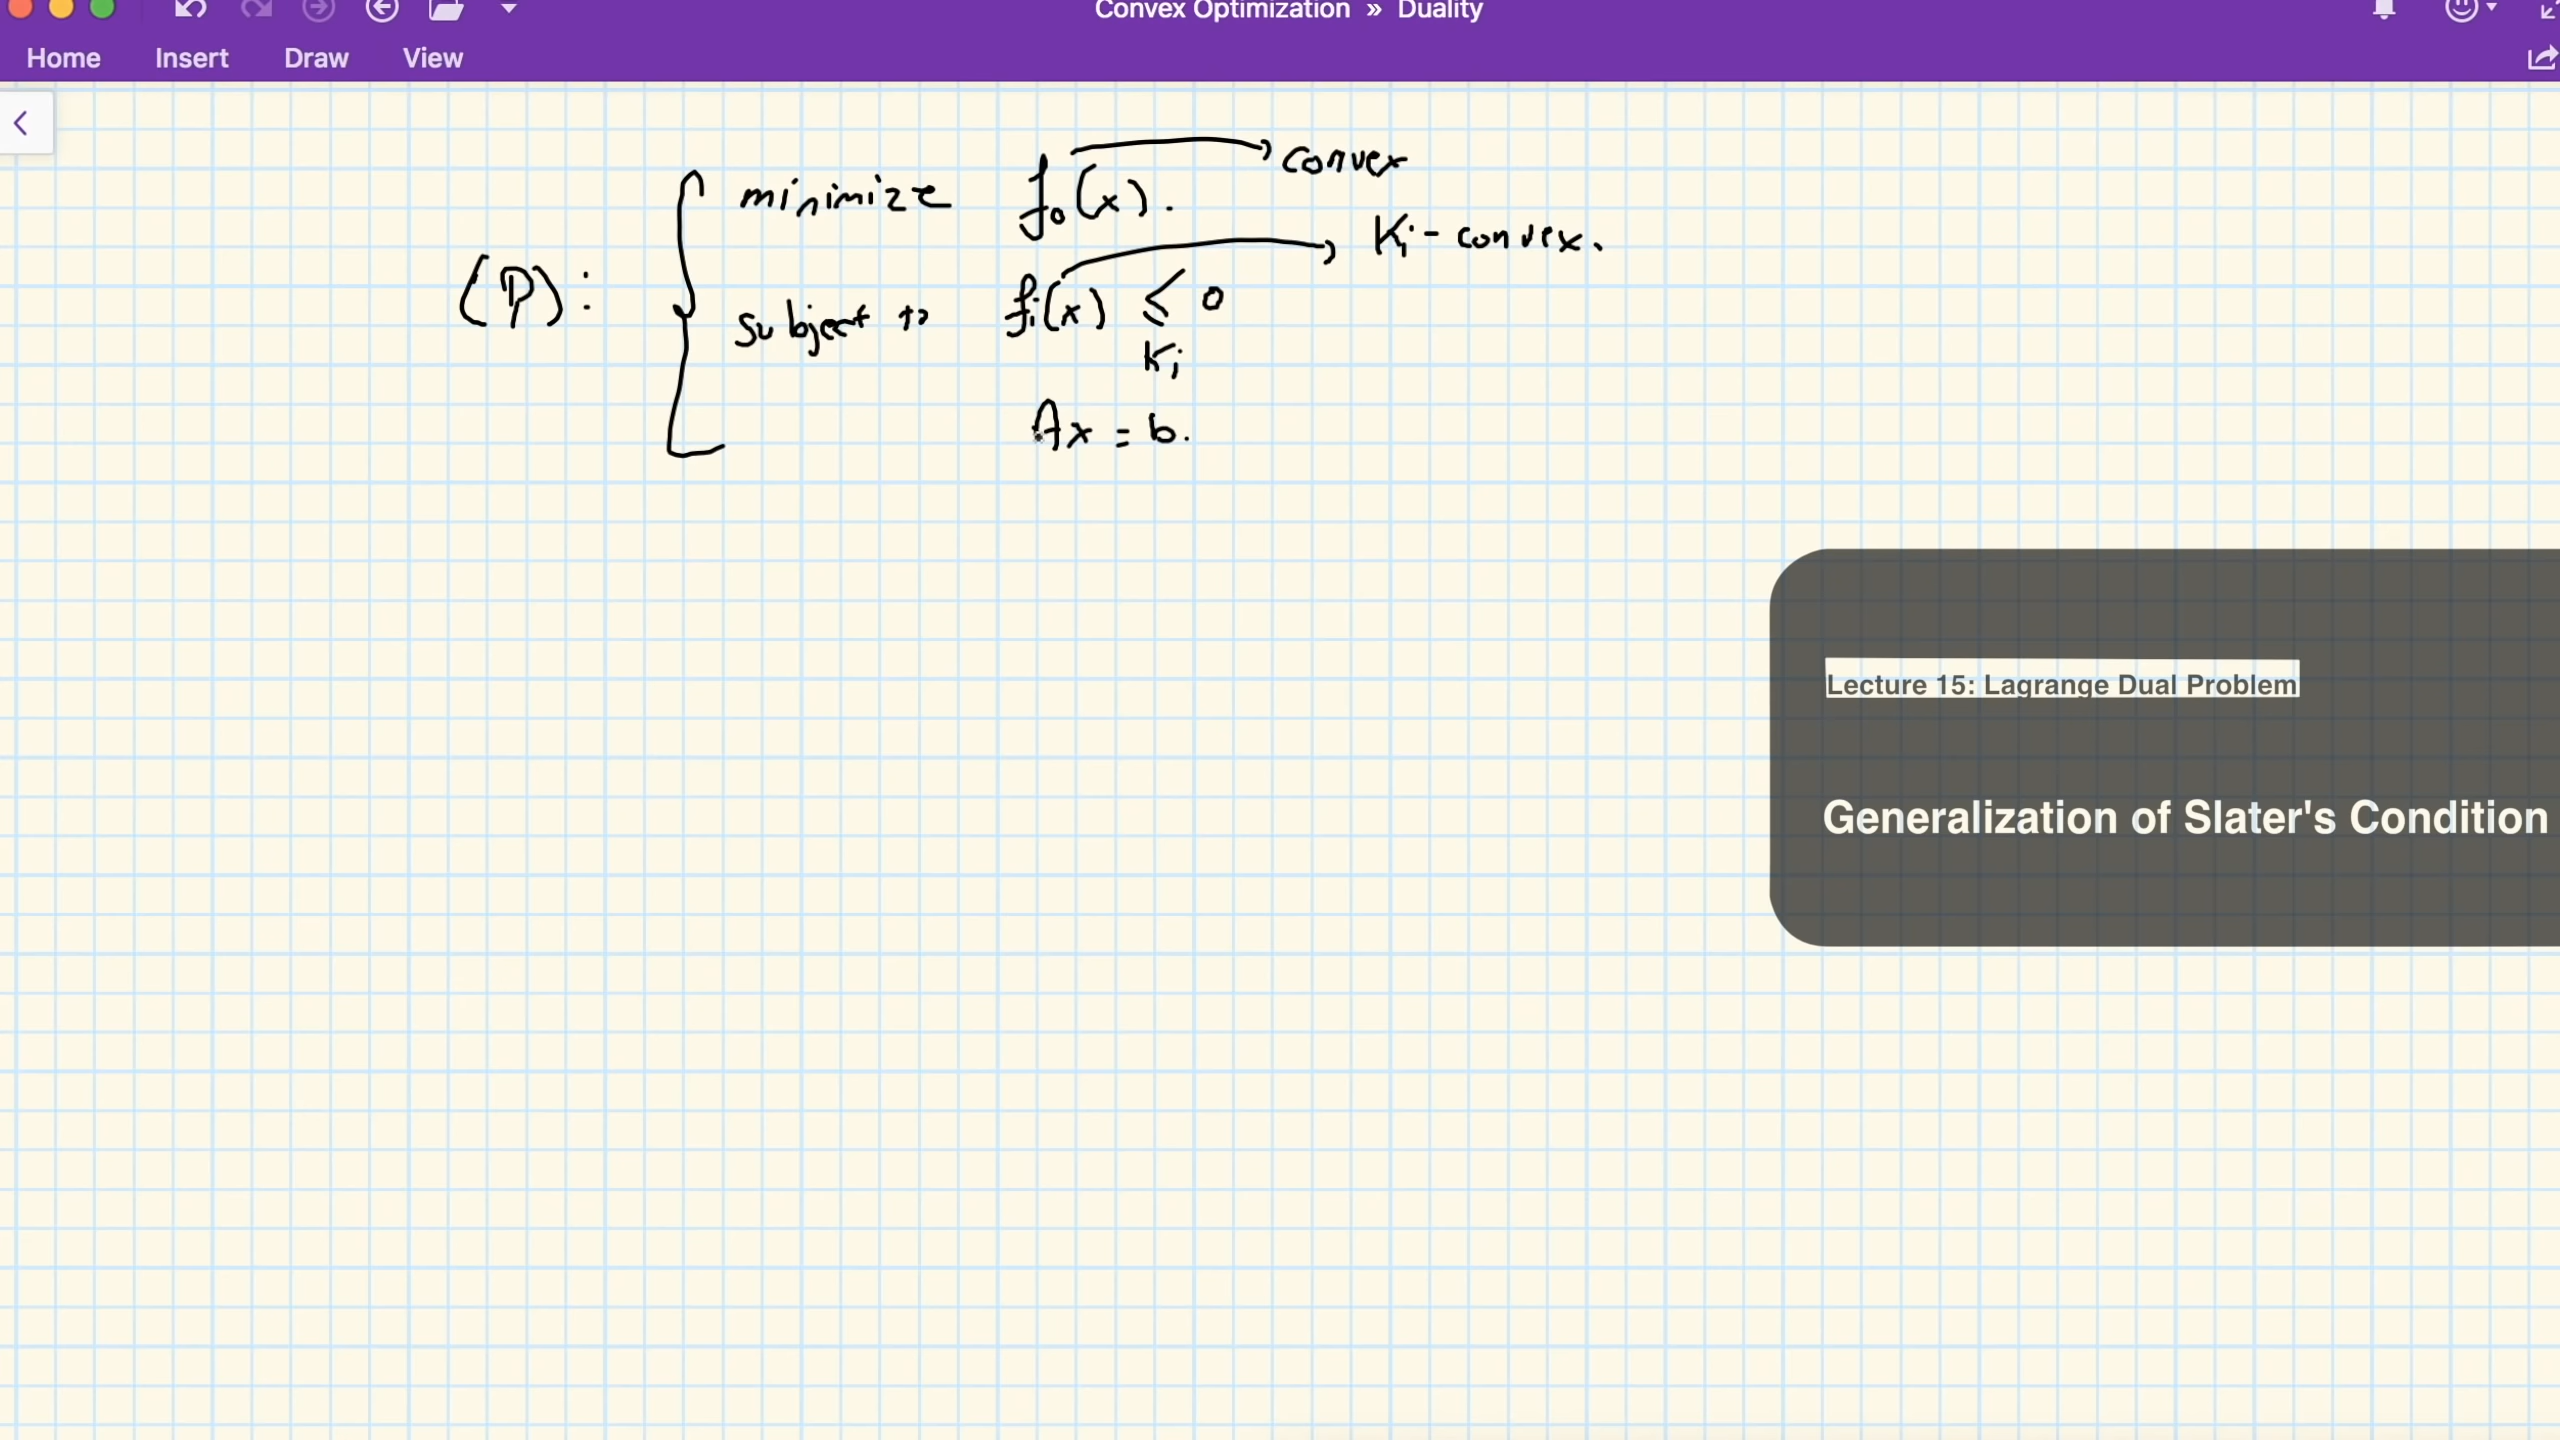 Convex Optimization » Duality
Home Insert Draw View
minimize f₀(x). → convex
(P): subject to fᵢ(x) ≤ 0 → Kᵢ - convex.
Kᵢ
Ax = b.
Lecture 15: Lagrange Dual Problem
Generalization of Slater's Condition